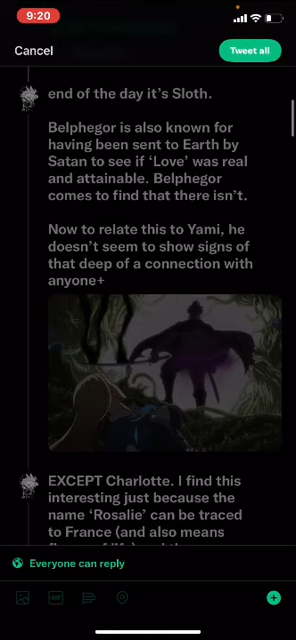 9:20
Cancel
Tweet all
end of the day it's Sloth.
Belphegor is also known for
having been sent to Earth by
Satan to see if 'Love' was real
and attainable. Belphegor
comes to find that there isn't.
Now to relate this to Yami, he
doesn't seem to show signs of
that deep of a connection with
anyone+
EXCEPT Charlotte. I find this
interesting just because the
name 'Rosalie' can be traced
to France (and also means
Everyone can reply
GIF